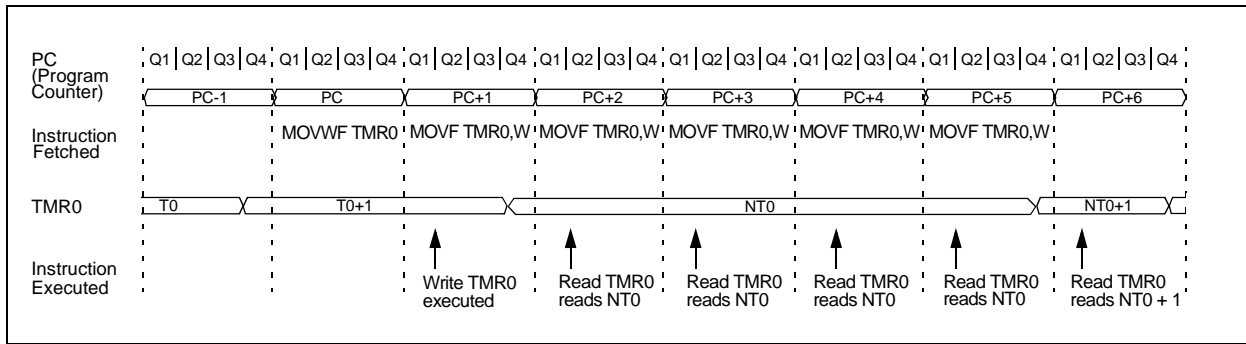 PC
(Program
Counter)
Q1 Q2 Q3 Q4 Q1 Q2 Q3 Q4 Q1 Q2 Q3 Q4 Q1 Q2 Q3 Q4 Q1 Q2 Q3 Q4 Q1 Q2 Q3 Q4 Q1 Q2 Q3 Q4 Q1 Q2 Q3 Q4
PC-1 PC PC+1 PC+2 PC+3 PC+4 PC+5 PC+6
Instruction
Fetched
MOVWF TMR0 MOVF TMR0,W MOVF TMR0,W MOVF TMR0,W MOVF TMR0,W MOVF TMR0,W
TMR0
T0 T0+1 NT0 NT0+1
Instruction
Executed
Write TMR0
executed
Read TMR0
reads NT0
Read TMR0
reads NT0
Read TMR0
reads NT0
Read TMR0
reads NT0
Read TMR0
reads NT0 + 1